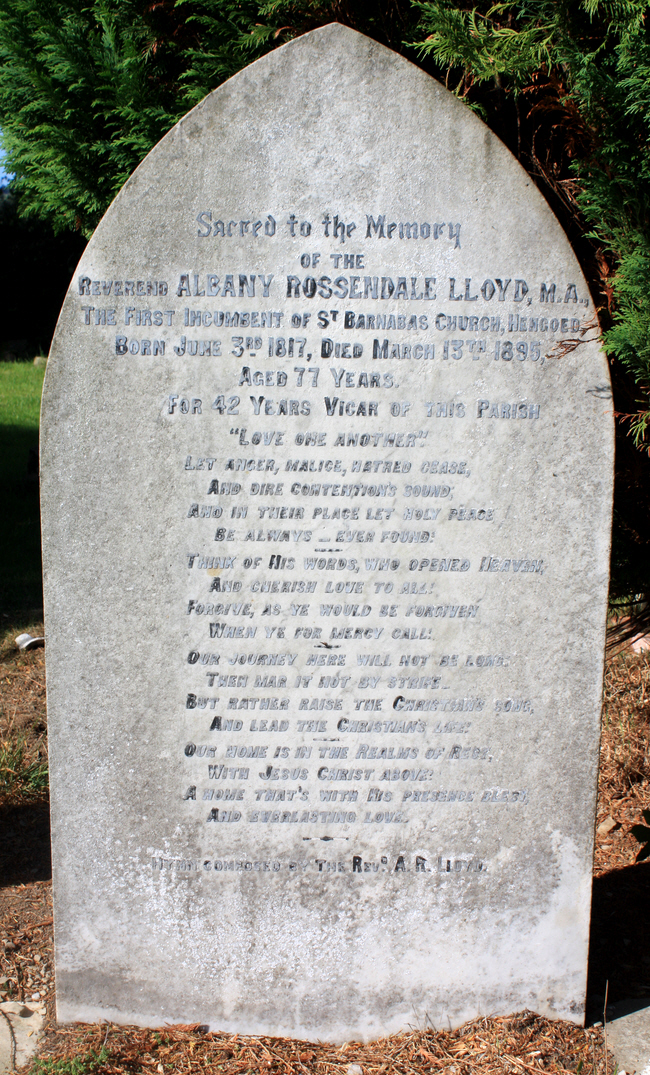 Sacred to the Memory
OF THE
REVEREND ALBANY ROSSENDALE LLOYD, M.A.,
THE FIRST INCUMBENT OF ST BARNABAS CHURCH, HENGOED.
BORN JUNE 3RD 1817, DIED MARCH 13TH 1895,
AGED 77 YEARS.
FOR 42 YEARS VICAR OF THIS PARISH
"LOVE ONE ANOTHER".
LET ANGER, MALICE, HATRED CEASE,
AND DIRE CONTENTION'S SOUND;
AND IN THEIR PLACE LET HOLY PEACE
BE ALWAYS _ EVER FOUND!
THINK OF HIS WORDS, WHO OPENED HEAVEN,
AND CHERISH LOVE TO ALL!
FORGIVE, AS YE WOULD BE FORGIVEN
WHEN YE FOR MERCY CALL!
OUR JOURNEY HERE WILL NOT BE LONG:
THEN MAR IT NOT BY STRIFE_
BUT RATHER RAISE THE CHRISTIAN'S SONG,
AND LEAD THE CHRISTIAN'S LIFE!
OUR HOME IS IN THE REALMS OF REST,
WITH JESUS CHRIST ABOVE!
A HOME THAT'S WITH HIS PRESENCE BLEST,
AND EVERLASTING LOVE.
HYMN COMPOSED BY THE REVD. A. R. LLOYD.